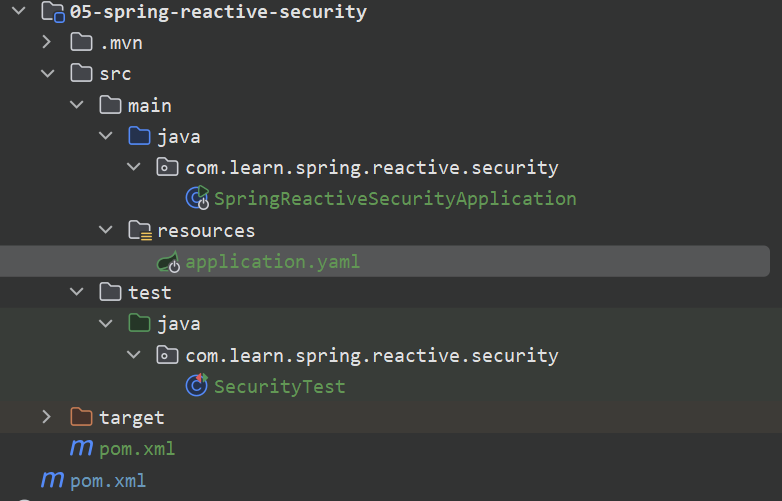 05-spring-reactive-security
.mvn
src
main
java
com.learn.spring.reactive.security
SpringReactiveSecurityApplication
resources
application.yaml
test
java
com.learn.spring.reactive.security
SecurityTest
target
pom.xml
pom.xml